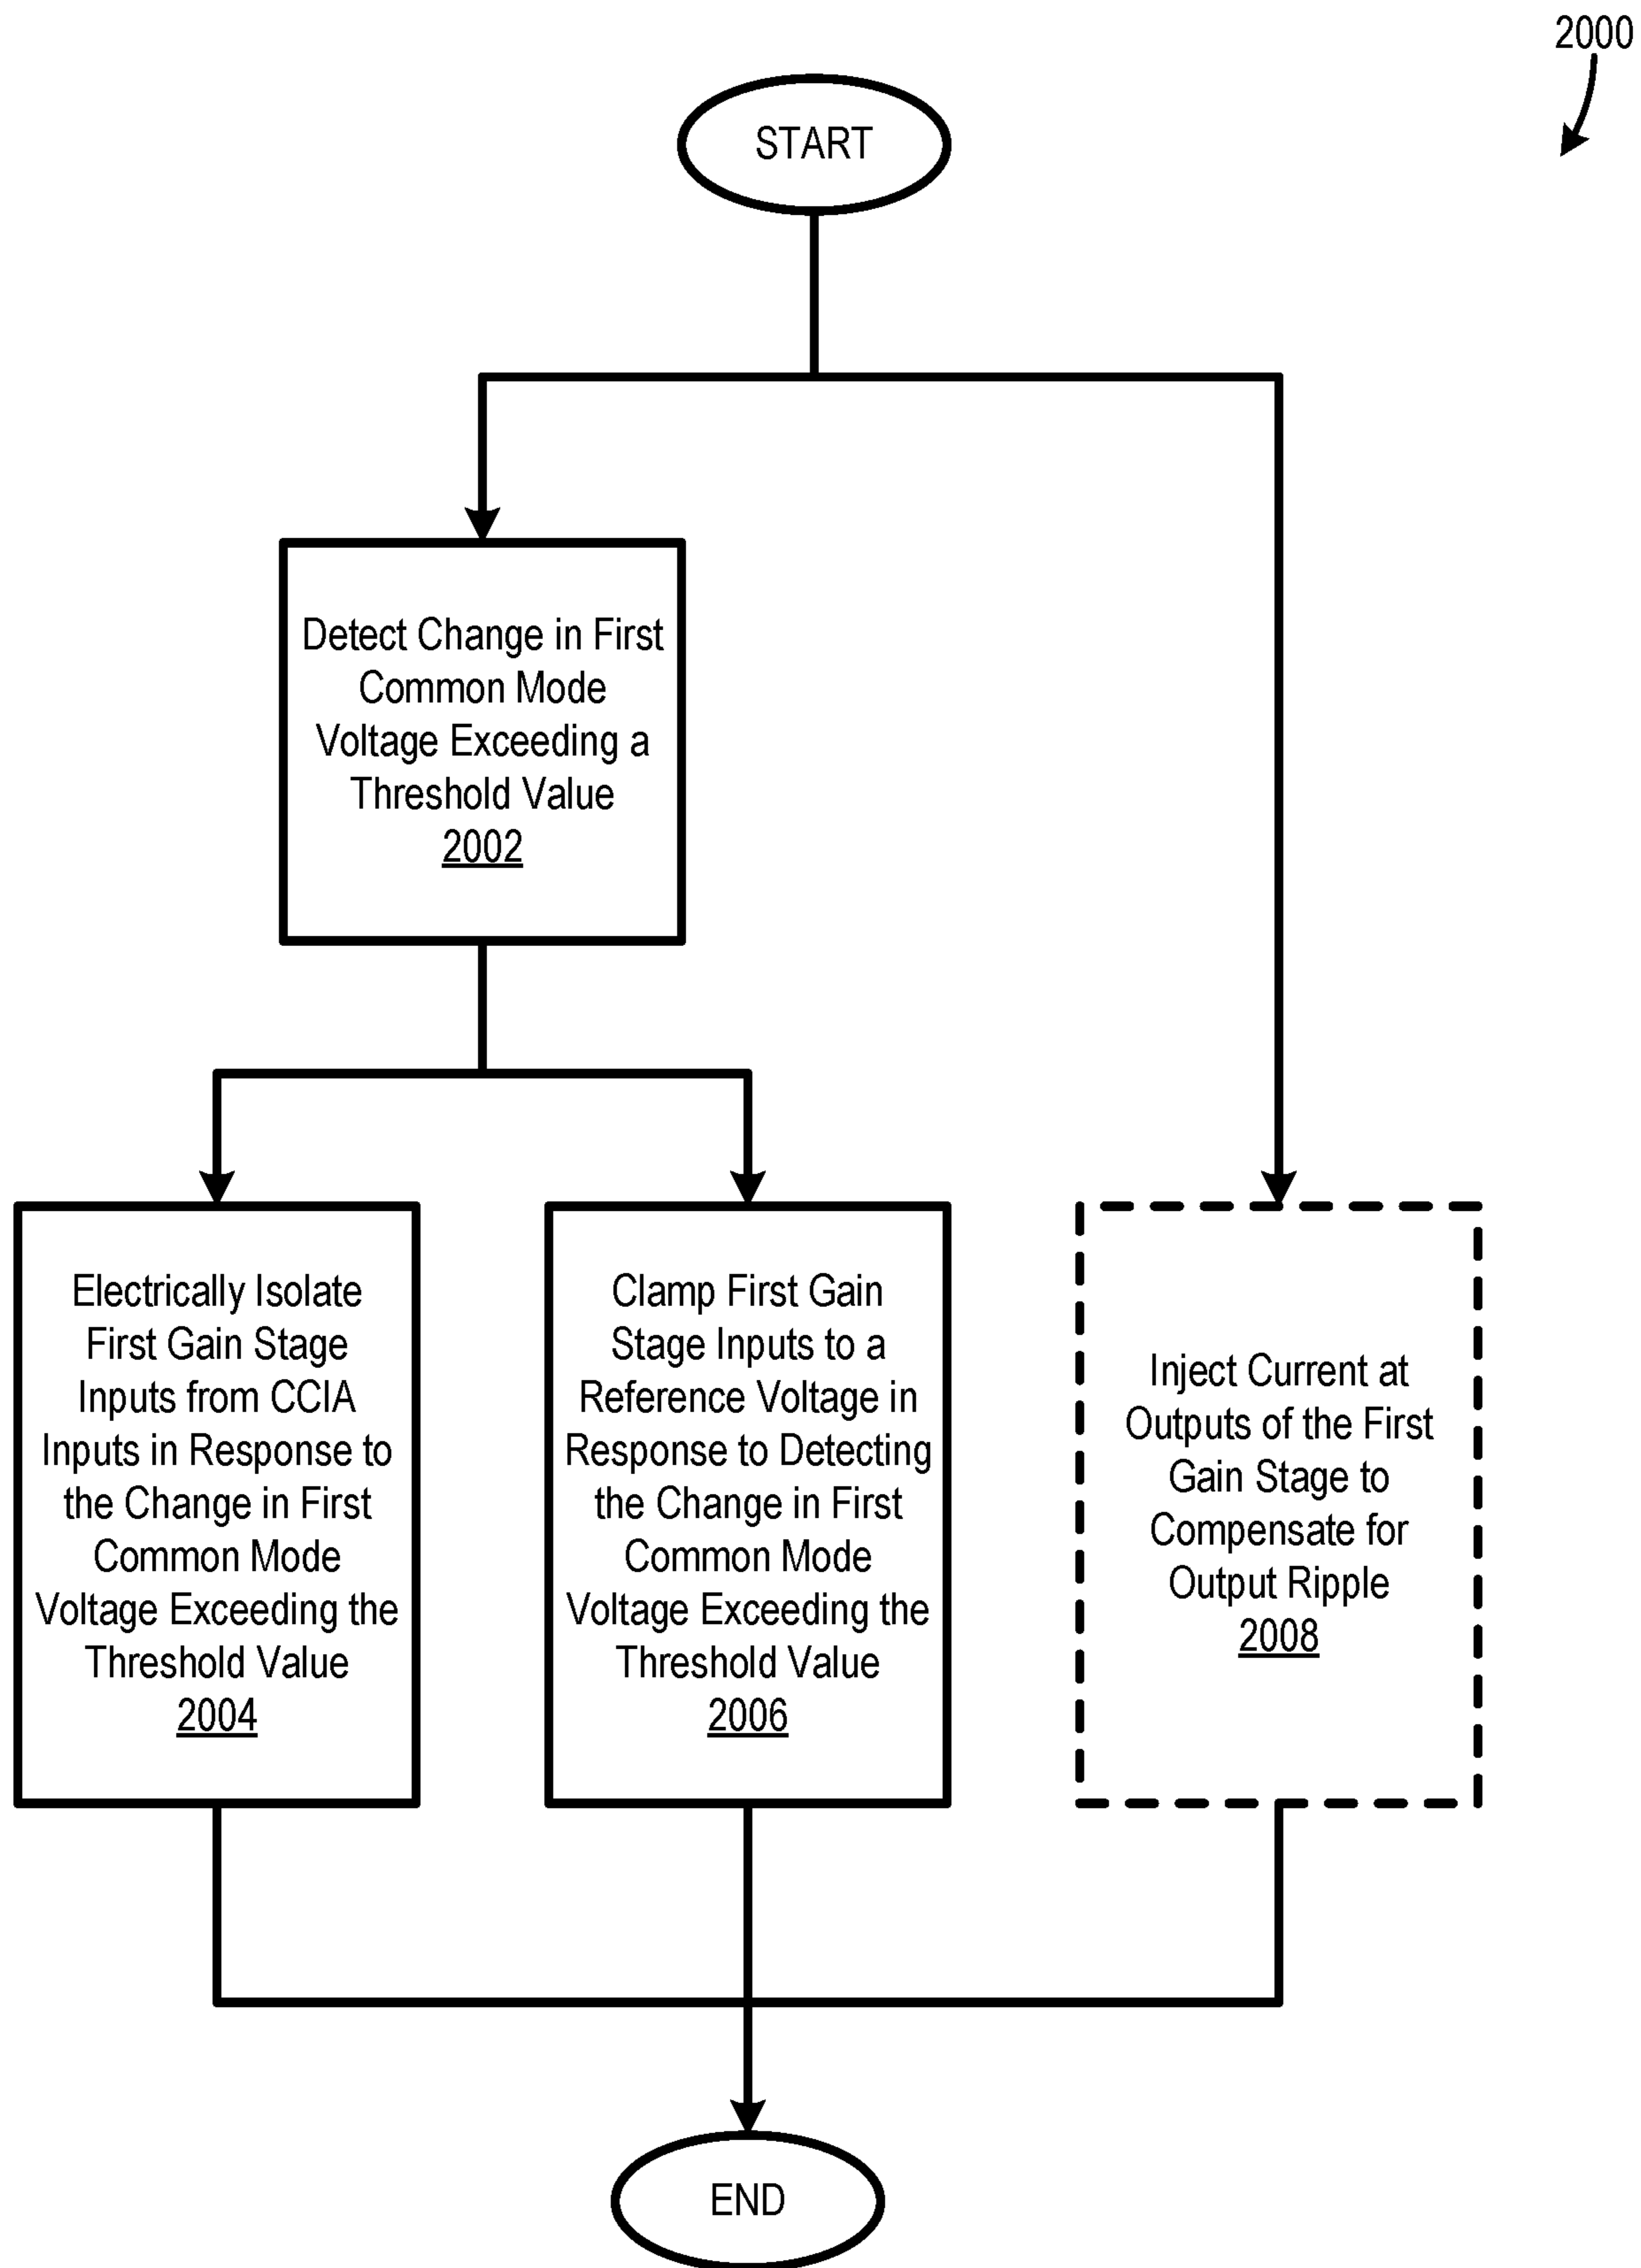 2000
START
Detect Change in First
Common Mode
Voltage Exceeding a
Threshold Value
2002
Electrically Isolate
First Gain Stage
Inputs from CCIA
Inputs in Response to
the Change in First
Common Mode
Voltage Exceeding the
Threshold Value
2004
Clamp First Gain
Stage Inputs to a
Reference Voltage in
Response to Detecting
the Change in First
Common Mode
Voltage Exceeding the
Threshold Value
2006
Inject Current at
Outputs of the First
Gain Stage to
Compensate for
Output Ripple
2008
END